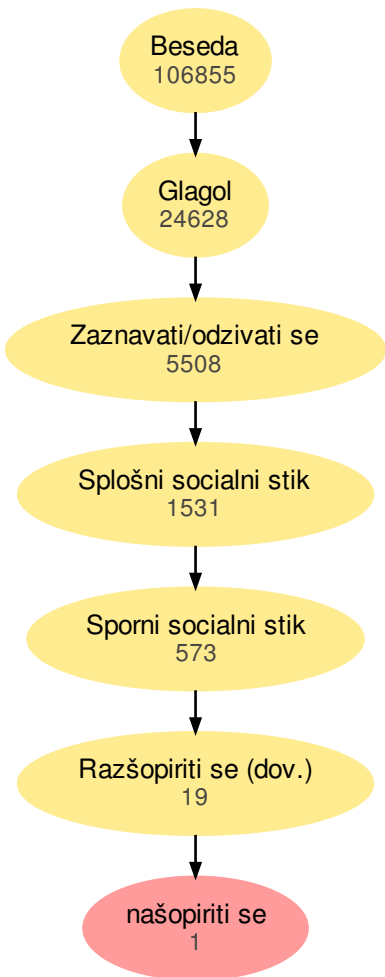 Beseda
106855
Glagol
24628
Zaznavati/odzivati se
5508
Splošni socialni stik
1531
Sporni socialni stik
573
Razšopiriti se (dov.)
19
našopiriti se
1